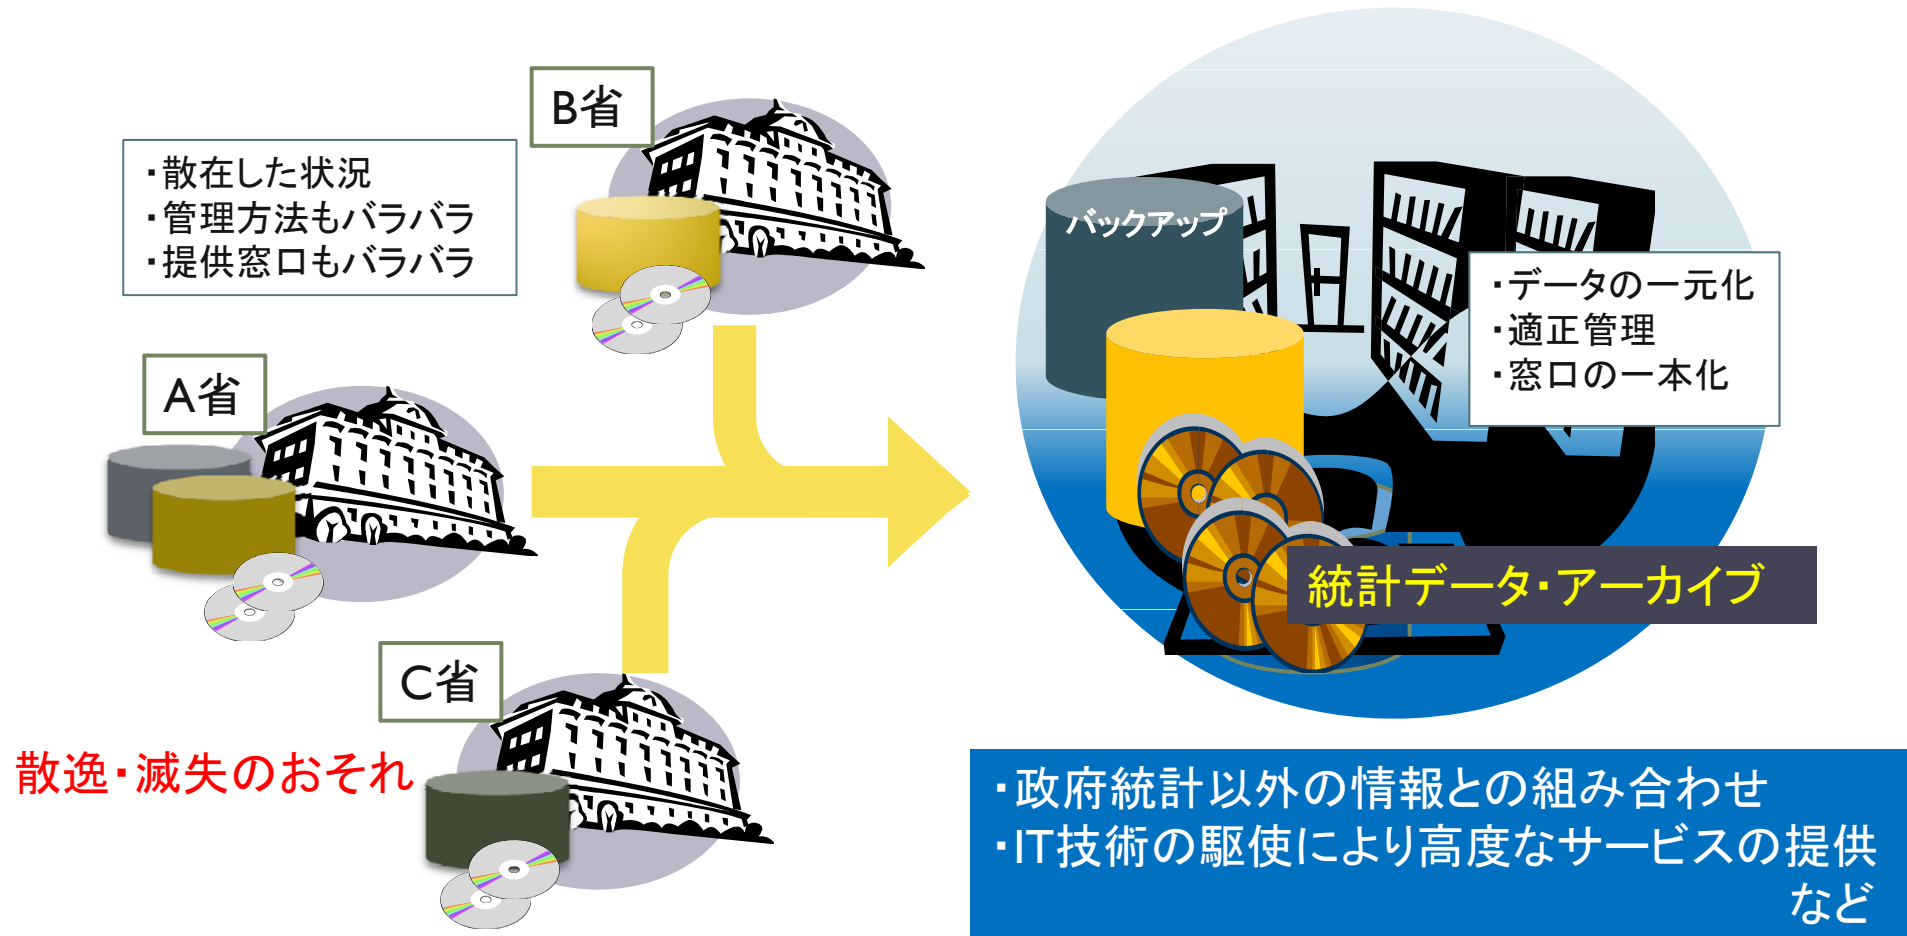 B省
・散在した状況
・管理方法もバラバラ
・提供窓口もバラバラ
A省
C省
散逸・滅失のおそれ
バックアップ
・データの一元化
・適正管理
・窓口の一本化
統計データ・アーカイブ
・政府統計以外の情報との組み合わせ
・IT技術の駆使により高度なサービスの提供
など